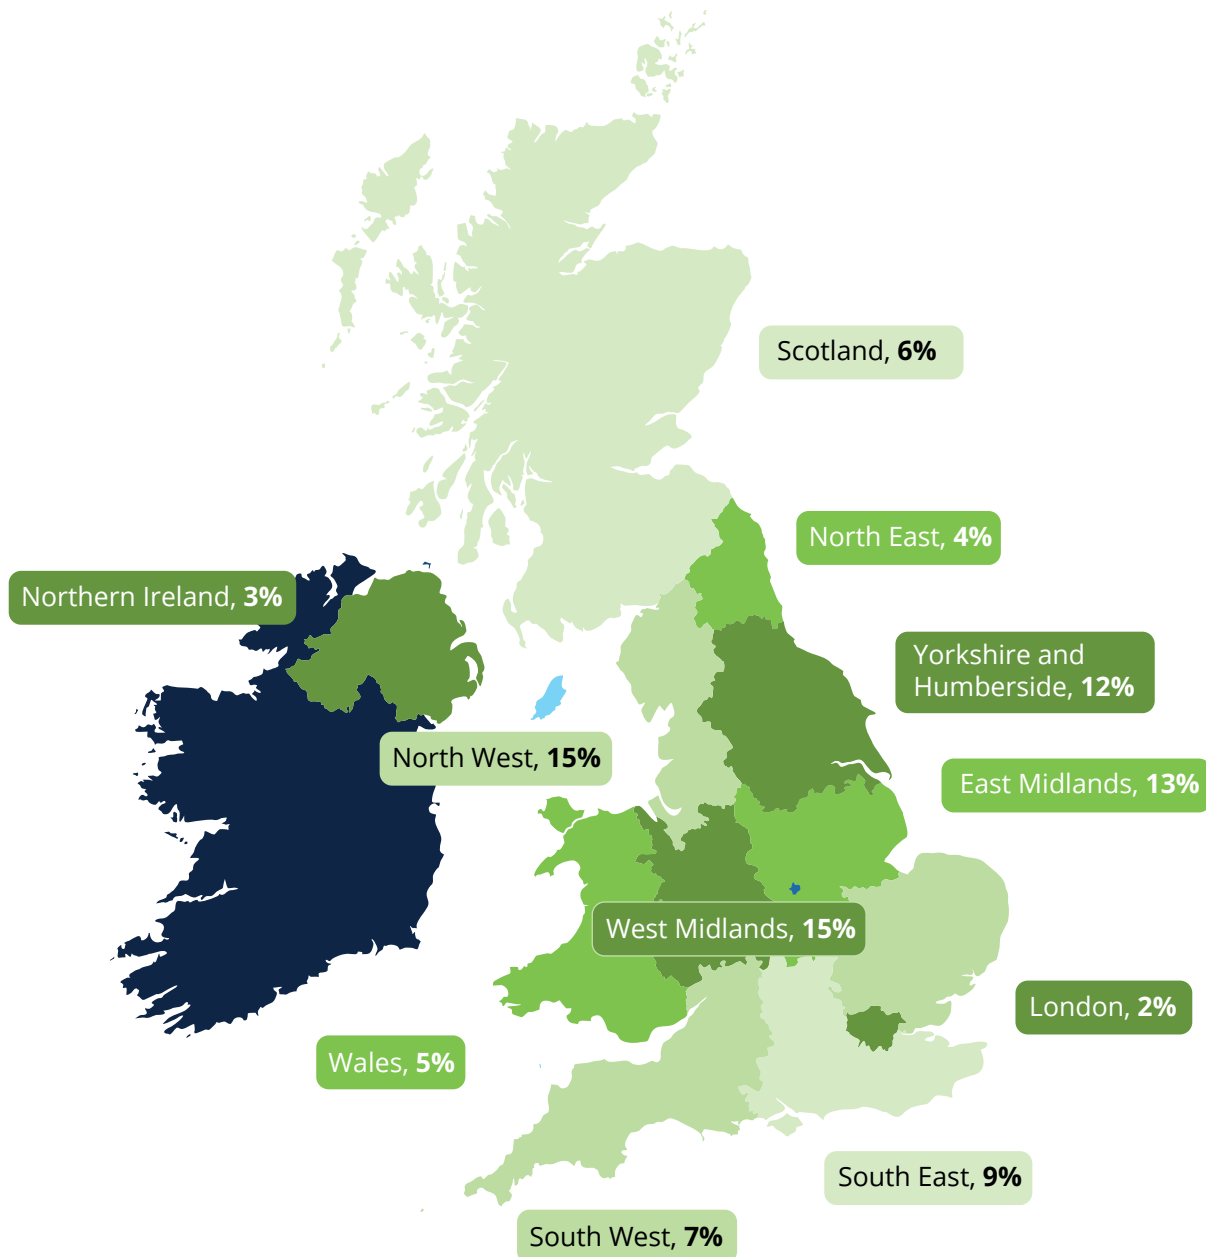 Scotland, 6%
North East, 4%
Northern Ireland, 3%
Yorkshire and
Humberside, 12%
North West, 15%
East Midlands, 13%
West Midlands, 15%
London, 2%
Wales, 5%
South East, 9%
South West, 7%